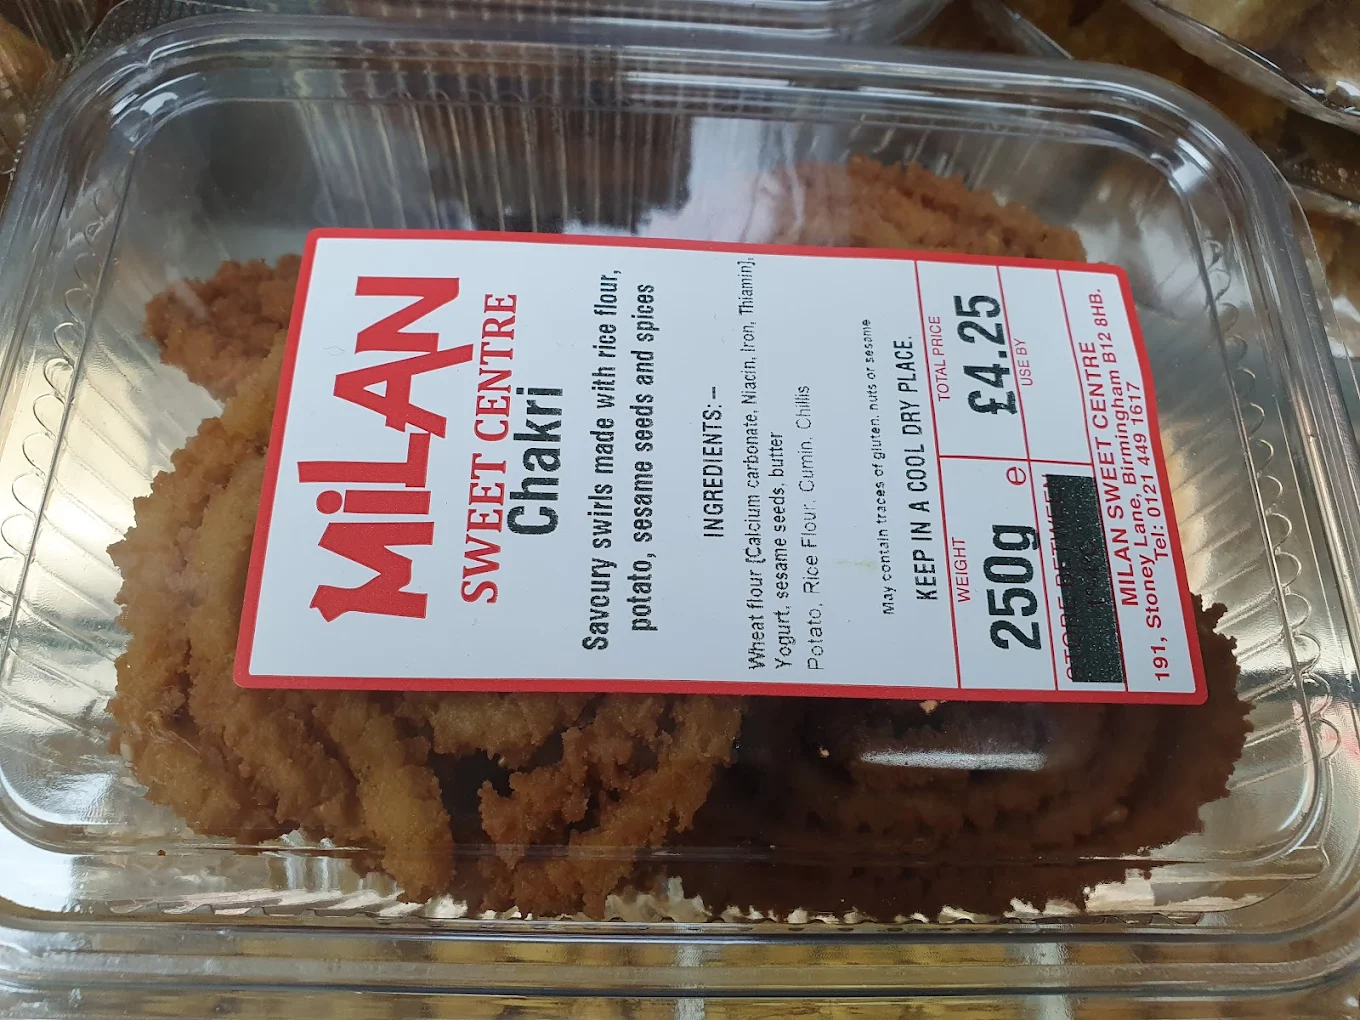 MiLAN
SWEET CENTRE
Chakri
Savoury swirls made with rice flour,
potato, sesame seeds and spices
INGREDIENTS: –
Wheat flour [Calcium carbonate, Niacin, Iron, Thiamin],
Yogurt, sesame seeds, butter
Potato, Rice Flour, Cumin, Chillis
May contain traces of gluten, nuts or sesame
KEEP IN A COOL DRY PLACE.
WEIGHT
250g e
TOTAL PRICE
£4.25
STORE BETWEEN
USE BY
MILAN SWEET CENTRE
191, Stoney Lane, Birmingham B12 8HB.
Tel: 0121 449 1617